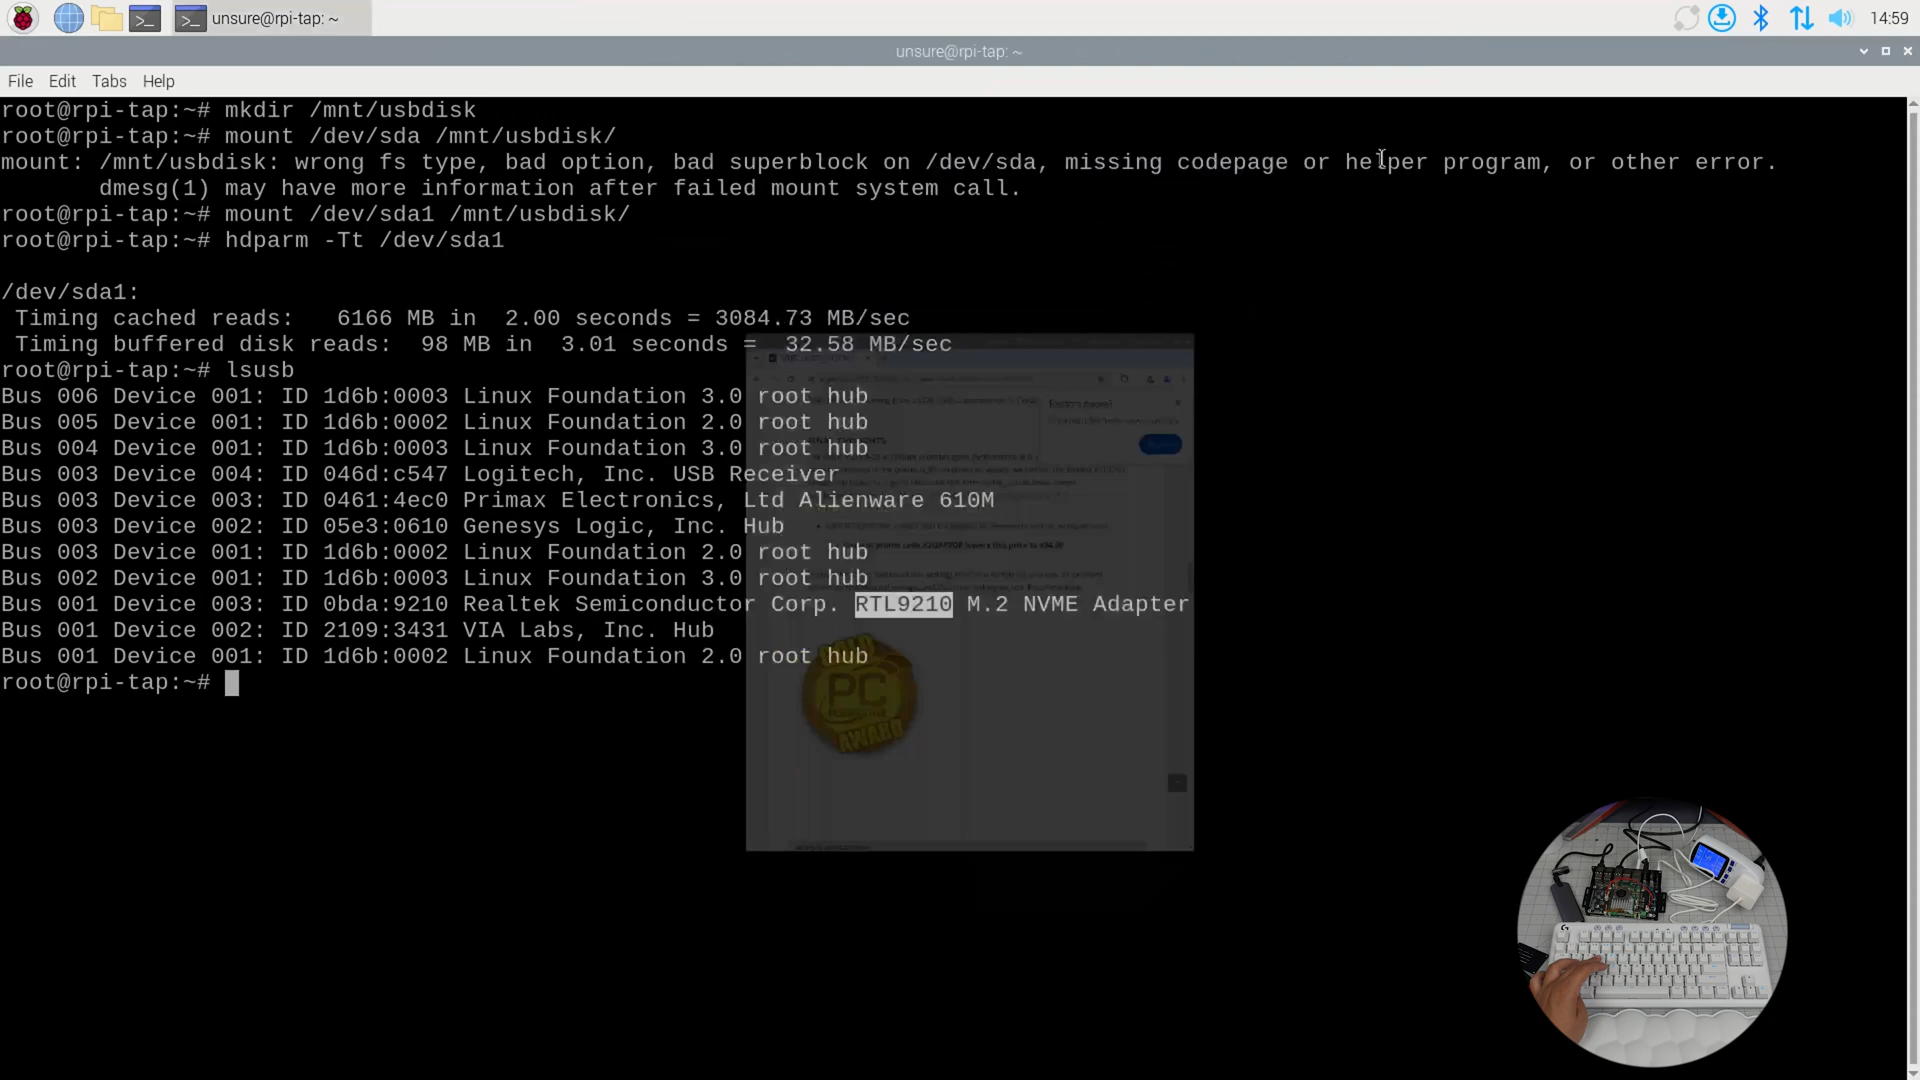 unsure@rpi-tap: ~
14:59
unsure@rpi-tap: ~
File Edit Tabs Help
root@rpi-tap:~# mkdir /mnt/usbdisk
root@rpi-tap:~# mount /dev/sda /mnt/usbdisk/
mount: /mnt/usbdisk: wrong fs type, bad option, bad superblock on /dev/sda, missing codepage or helper program, or other error.
dmesg(1) may have more information after failed mount system call.
root@rpi-tap:~# mount /dev/sda1 /mnt/usbdisk/
root@rpi-tap:~# hdparm -Tt /dev/sda1
/dev/sda1:
Timing cached reads: 6166 MB in 2.00 seconds = 3084.73 MB/sec
Timing buffered disk reads: 98 MB in 3.01 seconds = 32.58 MB/sec
root@rpi-tap:~# lsusb
Bus 006 Device 001: ID 1d6b:0003 Linux Foundation 3.0 root hub
Bus 005 Device 001: ID 1d6b:0002 Linux Foundation 2.0 root hub
Bus 004 Device 001: ID 1d6b:0003 Linux Foundation 3.0 root hub
Bus 003 Device 004: ID 046d:c547 Logitech, Inc. USB Receiver
Bus 003 Device 003: ID 0461:4ec0 Primax Electronics, Ltd Alienware 610M
Bus 003 Device 002: ID 05e3:0610 Genesys Logic, Inc. Hub
Bus 003 Device 001: ID 1d6b:0002 Linux Foundation 2.0 root hub
Bus 002 Device 001: ID 1d6b:0003 Linux Foundation 3.0 root hub
Bus 001 Device 003: ID 0bda:9210 Realtek Semiconductor Corp. RTL9210 M.2 NVME Adapter
Bus 001 Device 002: ID 2109:3431 VIA Labs, Inc. Hub
Bus 001 Device 001: ID 1d6b:0002 Linux Foundation 2.0 root hub
root@rpi-tap:~#
PC
AWARD